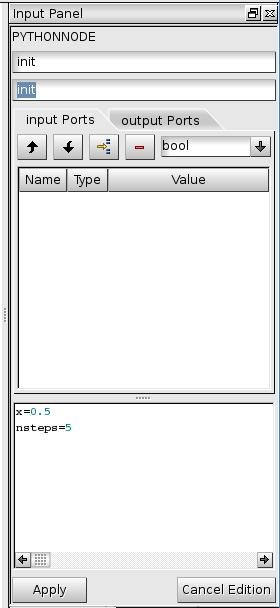 Input Panel
PYTHONNODE
init
init
input Ports output Ports
bool
Name Type Value
x=0.5
nsteps=5
Apply Cancel Edition